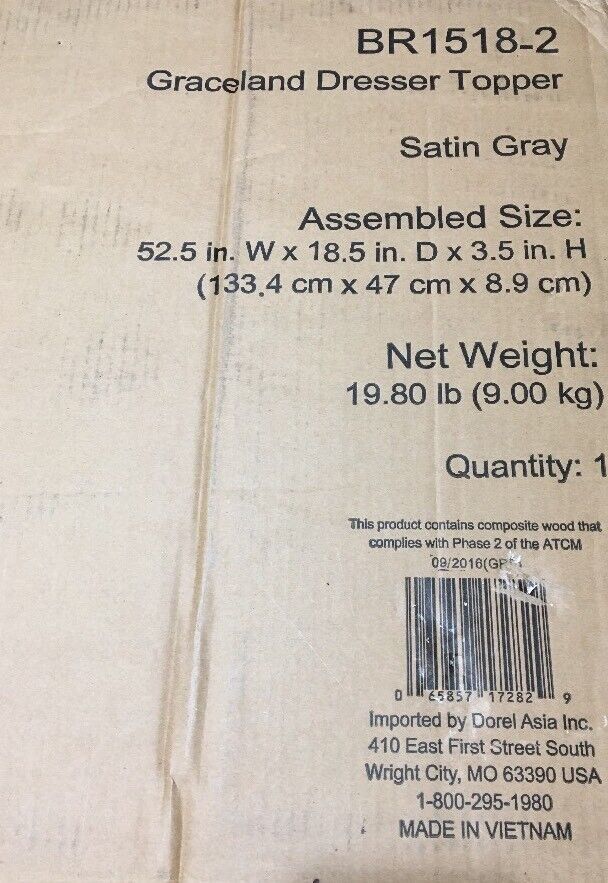 BR1518-2
Graceland Dresser Topper
Satin Gray
Assembled Size:
52.5 in. W x 18.5 in. D x 3.5 in. H
(133.4 cm x 47 cm x 8.9 cm)
Net Weight:
19.80 lb (9.00 kg)
Quantity: 1
This product contains composite wood that
complies with Phase 2 of the ATCM
09/2016
0 65857 17282 9
Imported by Dorel Asia Inc.
410 East First Street South
Wright City, MO 63390 USA
1-800-295-1980
MADE IN VIETNAM